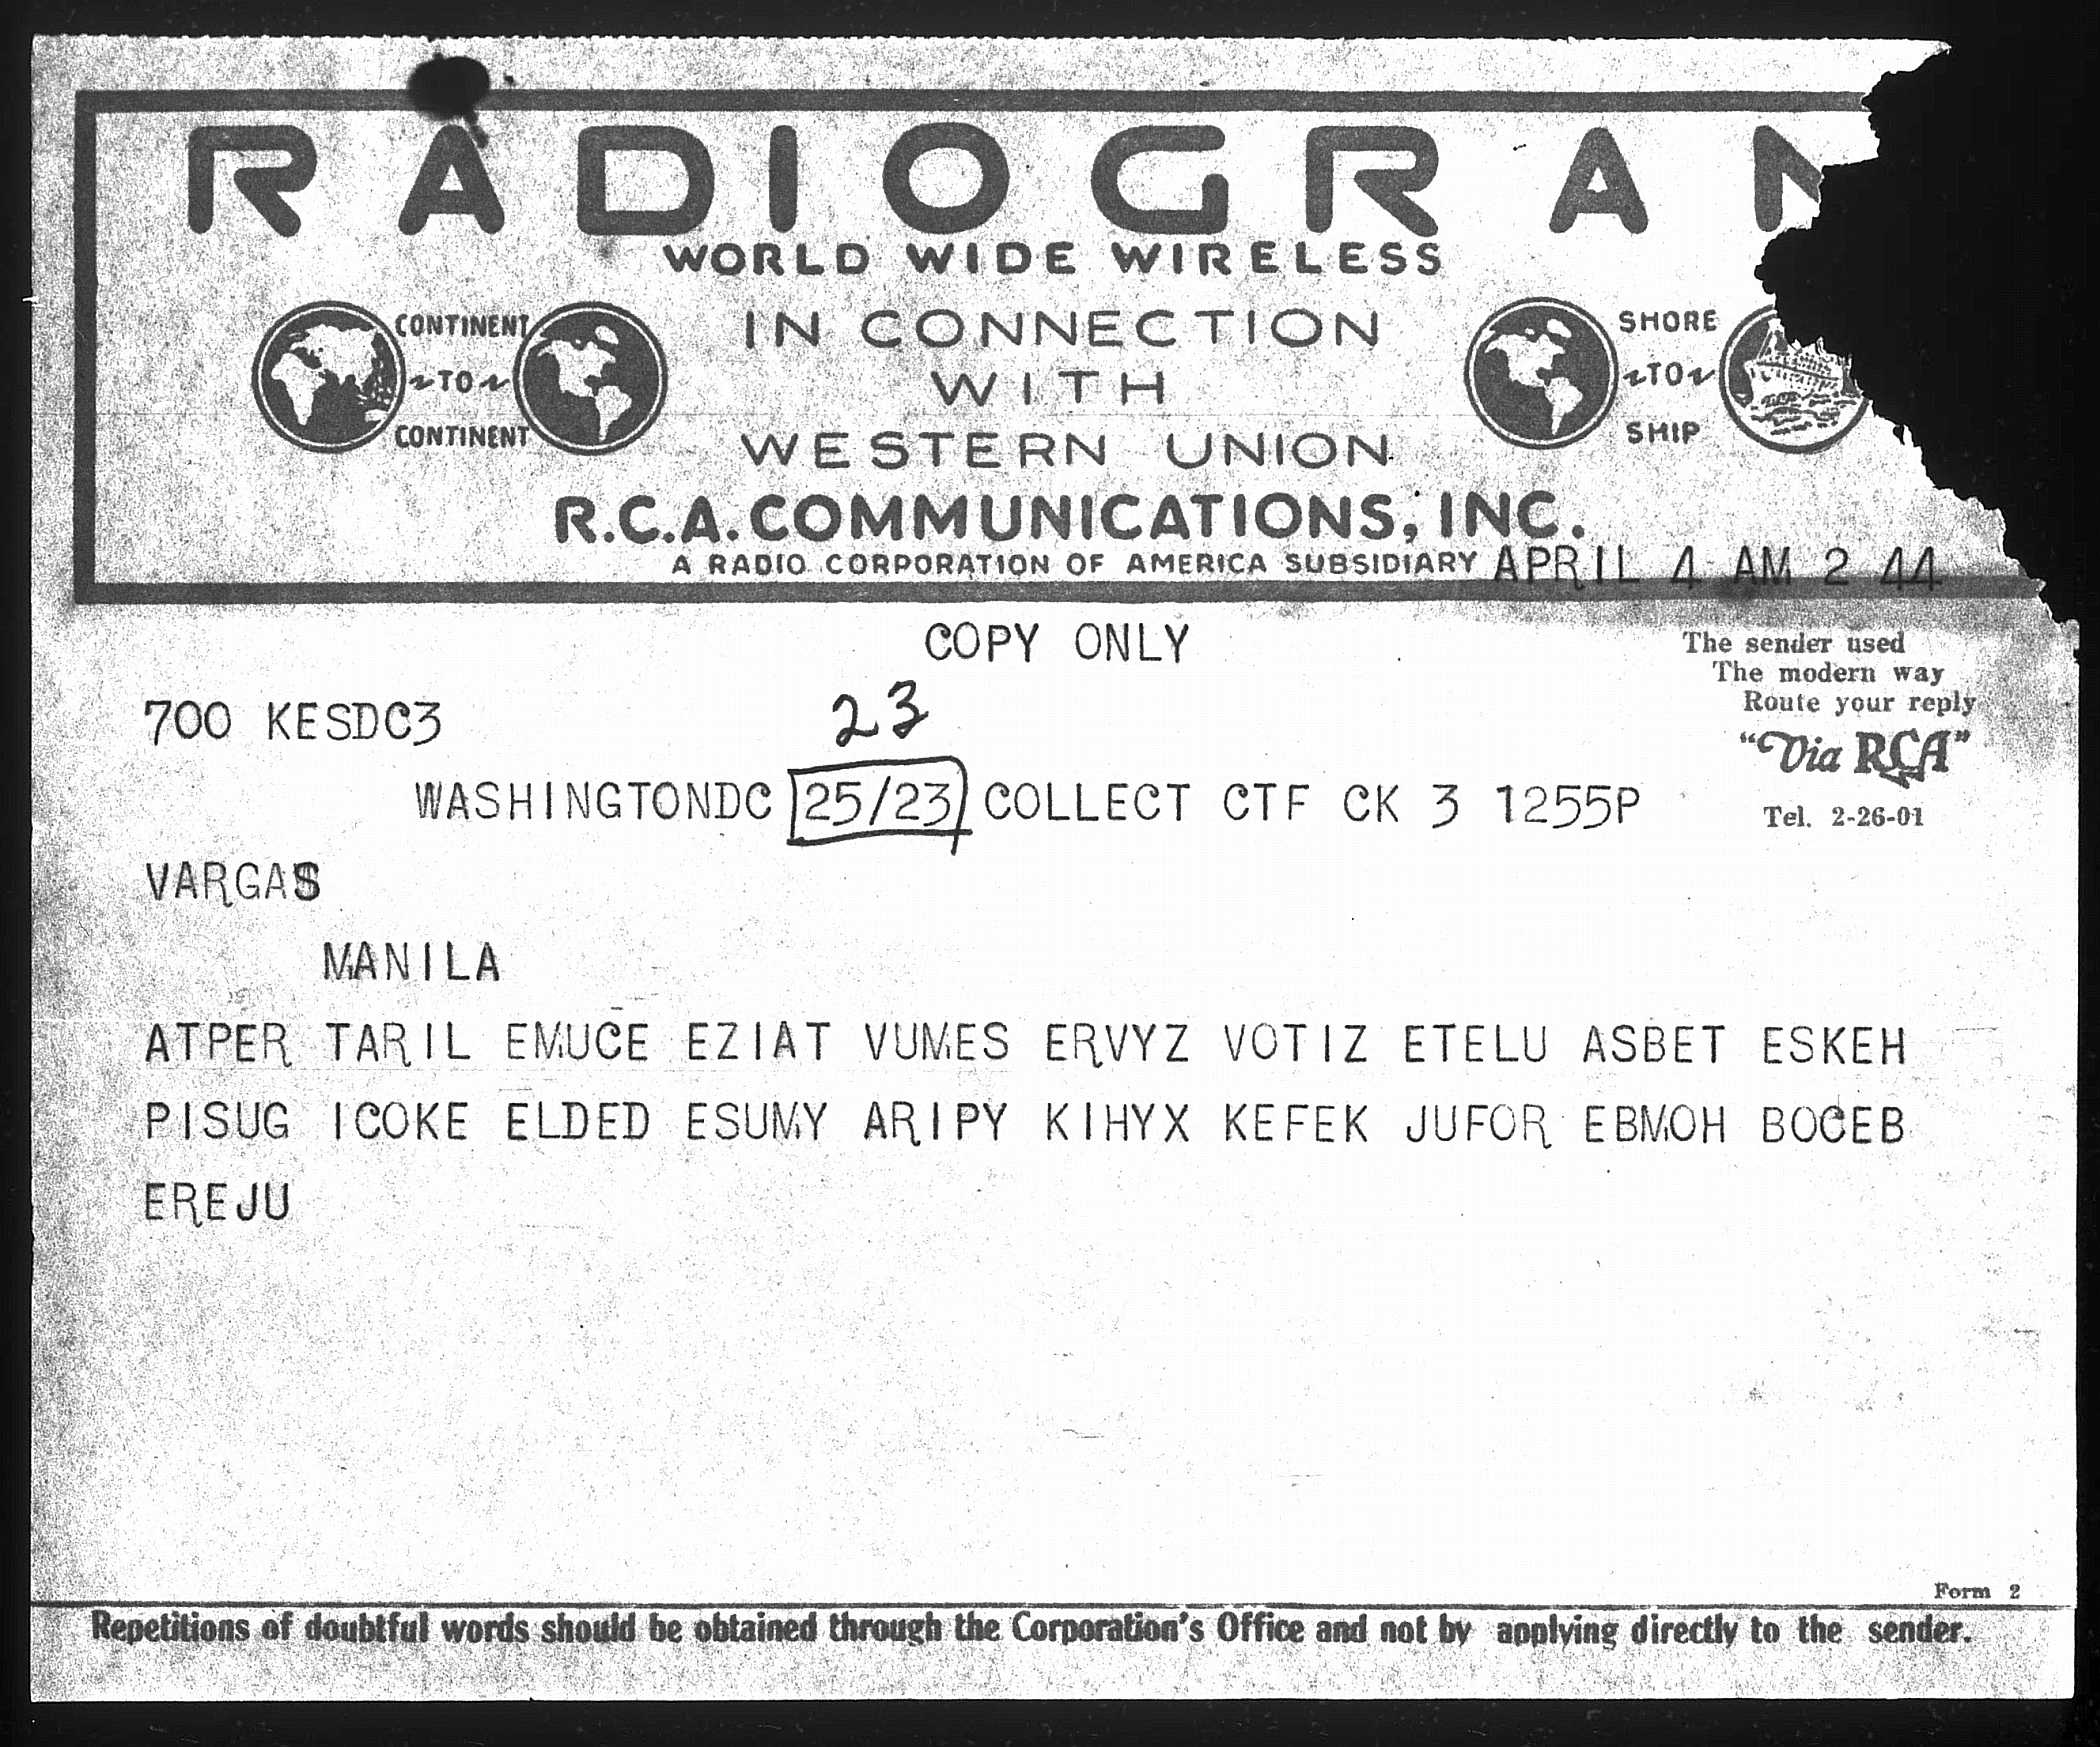 RADIOGRAM
WORLD WIDE WIRELESS
CONTINENT
~TO~
CONTINENT
IN CONNECTION
WITH
WESTERN UNION
SHORE
~TO~
SHIP
R.C.A. COMMUNICATIONS, INC.
A RADIO CORPORATION OF AMERICA SUBSIDIARY APRIL 4 AM 2 44
COPY ONLY
The sender used
The modern way
Route your reply
"Via RCA"
Tel. 2-26-01
700 KESDC3
23
WASHINGTONDC 25/23 COLLECT CTF CK 3 1255P
VARGAS
MANILA
ATPER TARIL EMUCE EZIAT VUMES ERVYZ VOTIZ ETELU ASBET ESKEH
PISUG ICOKE ELDED ESUMY ARIPY KIHYX KEFEK JUFOR EBMOH BOCEB
EREJU
Form 2
Repetitions of doubtful words should be obtained through the Corporation's Office and not by applying directly to the sender.